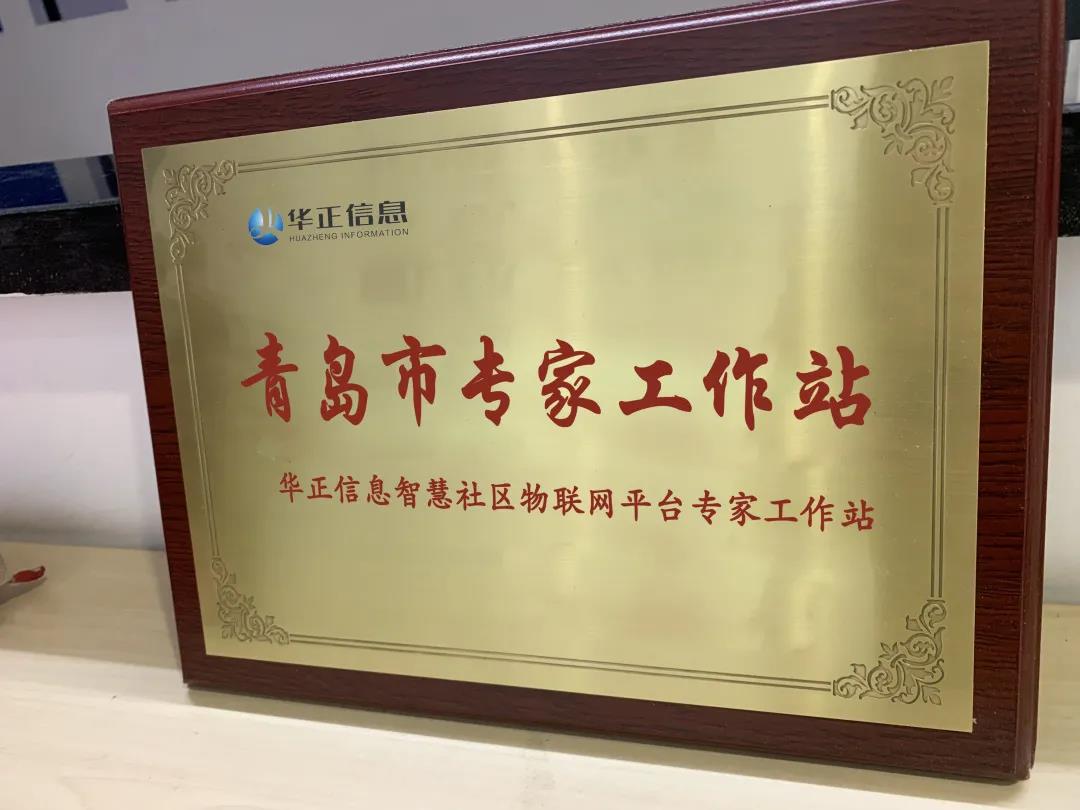 华正信息
HUAZHENG INFORMATION
青岛市专家工作站
华正信息智慧社区物联网平台专家工作站